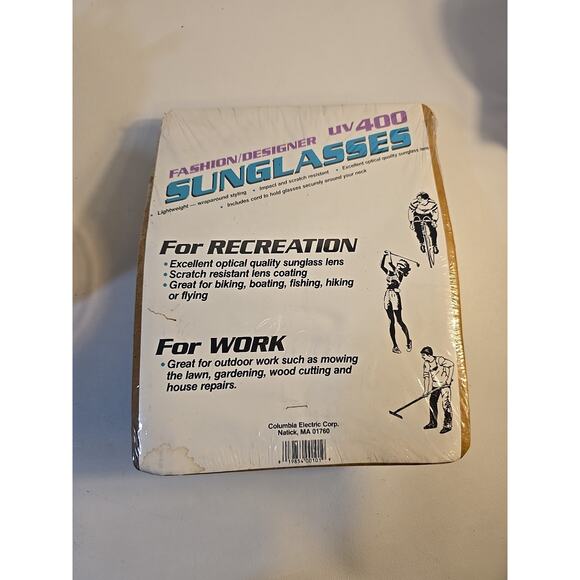 FASHION/DESIGNER UV400
SUNGLASSES
• Lightweight — wraparound styling • Impact and scratch resistant • Excellent optical quality sunglass lens
• Includes cord to hold glasses securely around your neck
For RECREATION
• Excellent optical quality sunglass lens
• Scratch resistant lens coating
• Great for biking, boating, fishing, hiking
or flying
For WORK
• Great for outdoor work such as mowing
the lawn, gardening, wood cutting and
house repairs.
Columbia Electric Corp.
Natick, MA 01760